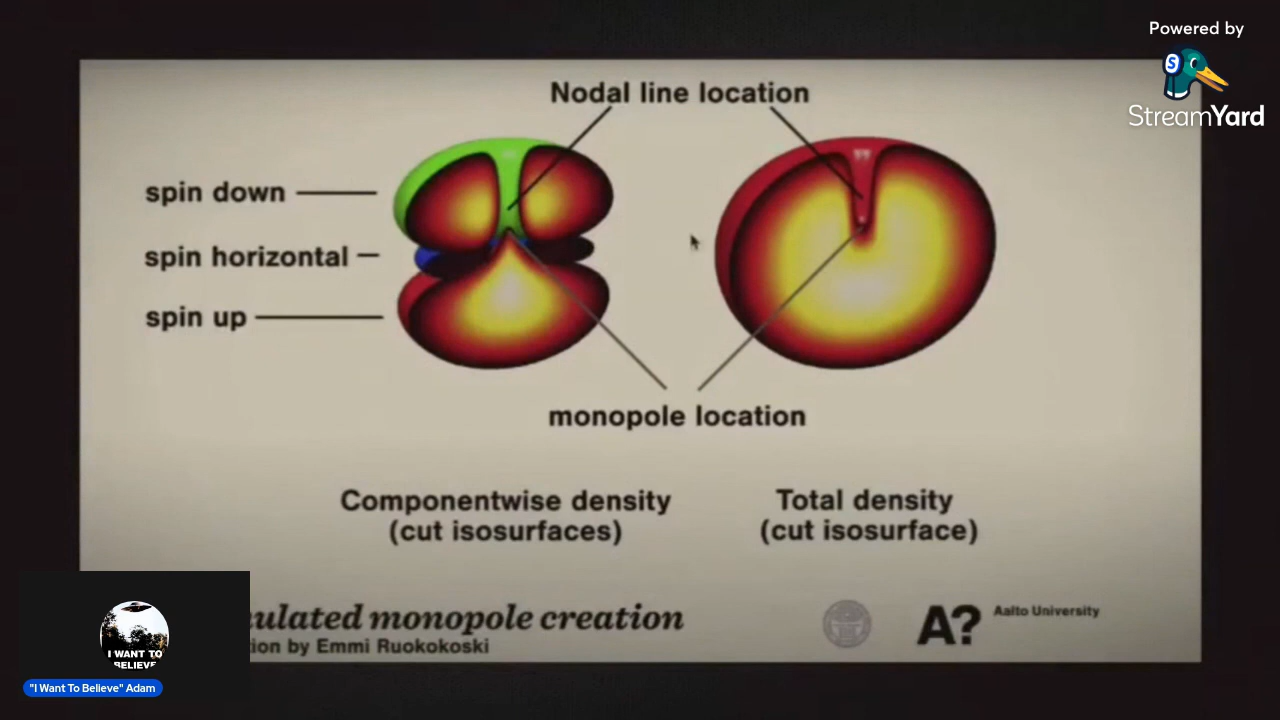 Powered by
S
StreamYard
Nodal line location
spin down
spin horizontal
spin up
monopole location
Componentwise density
(cut isosurfaces)
Total density
(cut isosurface)
ulated monopole creation
ion by Emmi Ruokokoski
A?
Aalto University
I WANT TO
BELIEVE
"I Want To Believe" Adam